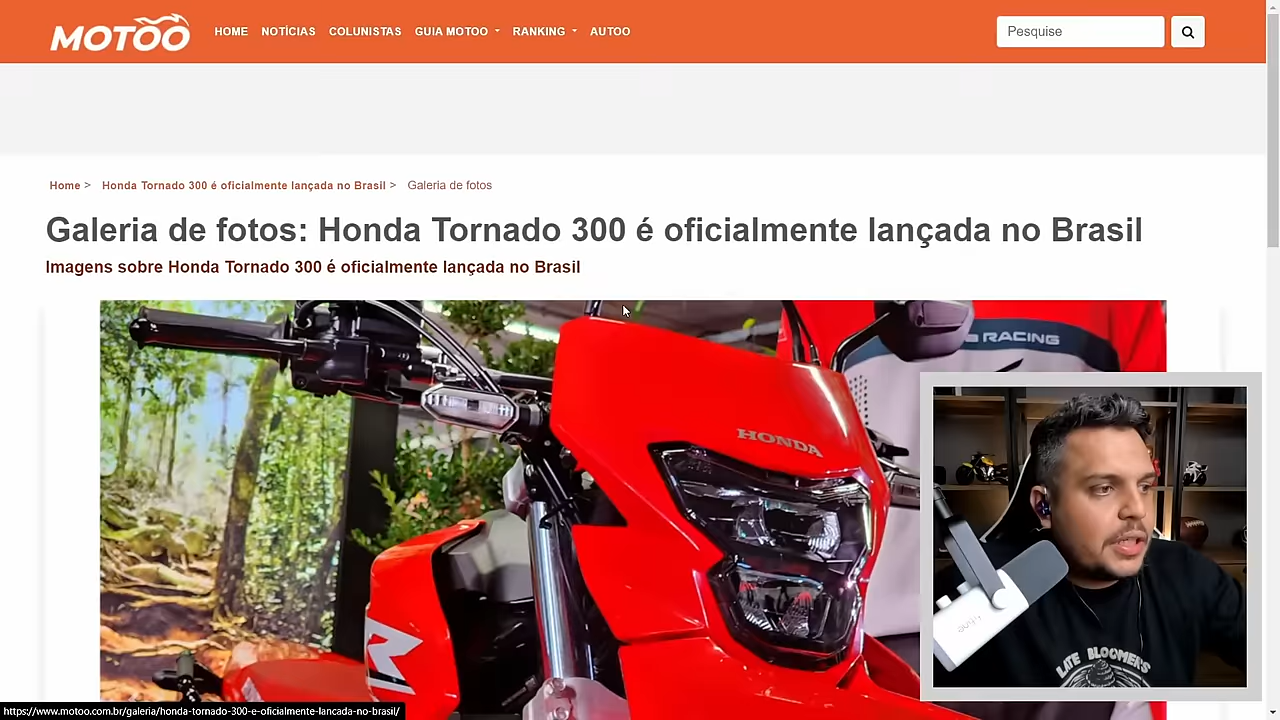 MOTOO
HOME NOTÍCIAS COLUNISTAS GUIA MOTOO RANKING AUTOO
Pesquise
Home > Honda Tornado 300 é oficialmente lançada no Brasil > Galeria de fotos
Galeria de fotos: Honda Tornado 300 é oficialmente lançada no Brasil
Imagens sobre Honda Tornado 300 é oficialmente lançada no Brasil
RACING
HONDA
R
LATE BLOOMERS
https://www.motoo.com.br/galeria/honda-tornado-300-e-oficialmente-lancada-no-brasil/